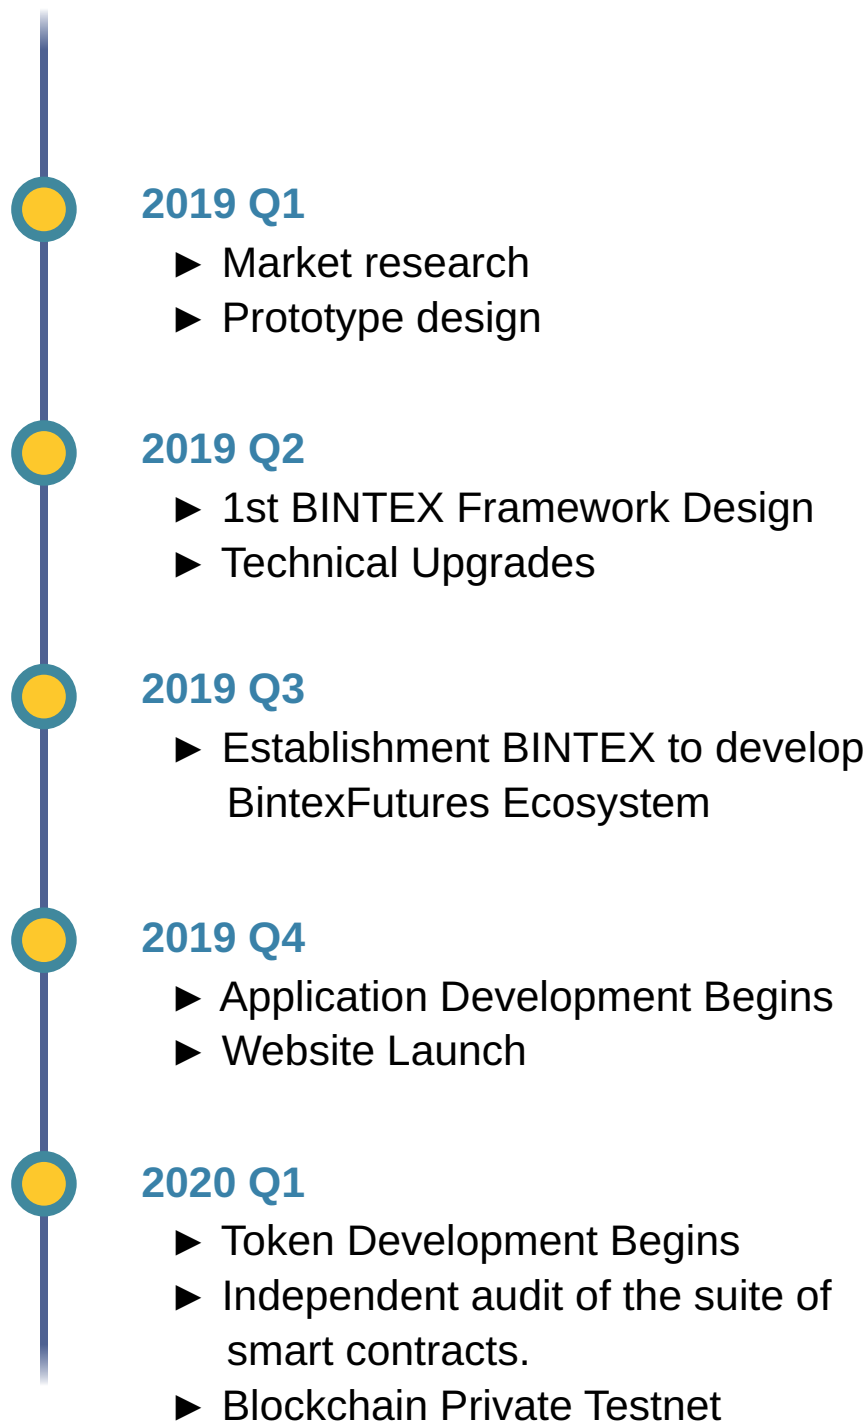 2019 Q1
► Market research
► Prototype design
2019 Q2
► 1st BINTEX Framework Design
► Technical Upgrades
2019 Q3
► Establishment BINTEX to develop
BintexFutures Ecosystem
2019 Q4
► Application Development Begins
► Website Launch
2020 Q1
► Token Development Begins
► Independent audit of the suite of
smart contracts.
► Blockchain Private Testnet